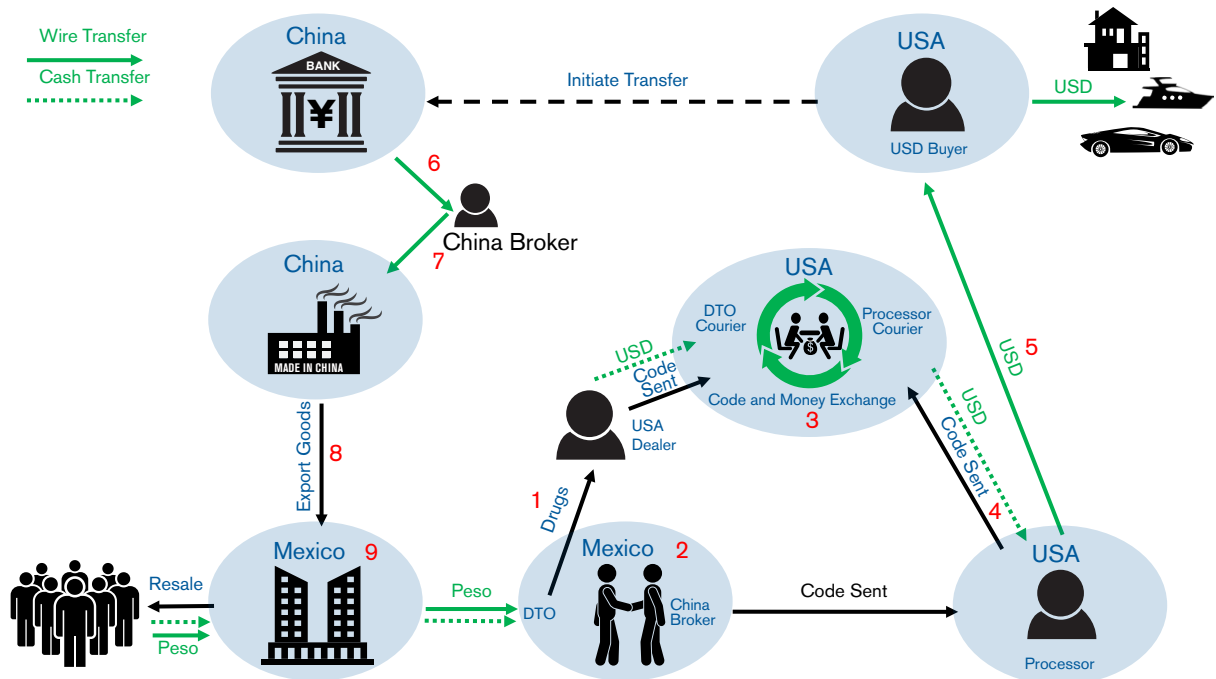 Wire Transfer
Cash Transfer
China
BANK
¥
Initiate Transfer
USA
USD Buyer
USD
6
China Broker
7
China
MADE IN CHINA
USA
DTO
Courier
Processor
Courier
$
Code and Money Exchange
3
USD
Code
Sent
USA
Dealer
5
USD
USD
Code Sent
4
Export Goods
8
1
Drugs
Mexico
9
Resale
Peso
Peso
Mexico
2
DTO
China
Broker
Code Sent
USA
Processor